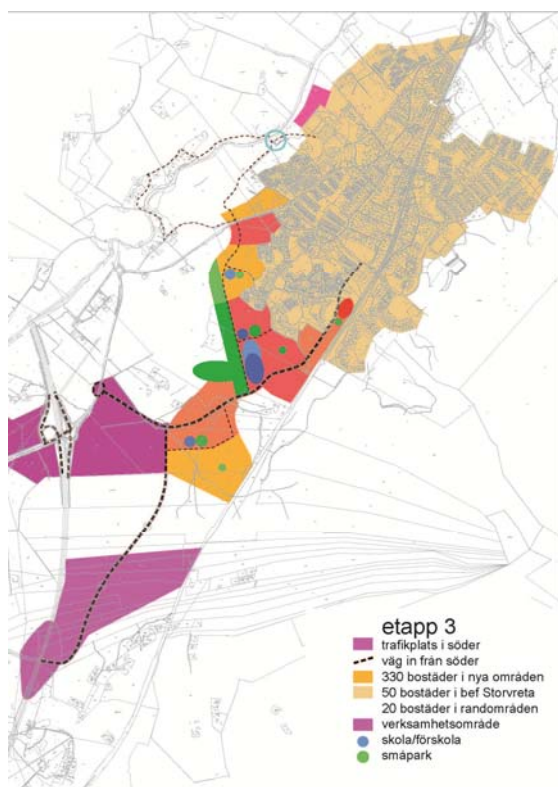 etapp 3
trafikplats i söder
väg in från söder
330 bostäder i nya områden
50 bostäder i bef Storvreta
20 bostäder i randområden
verksamhetsområde
skola/förskola
småpark